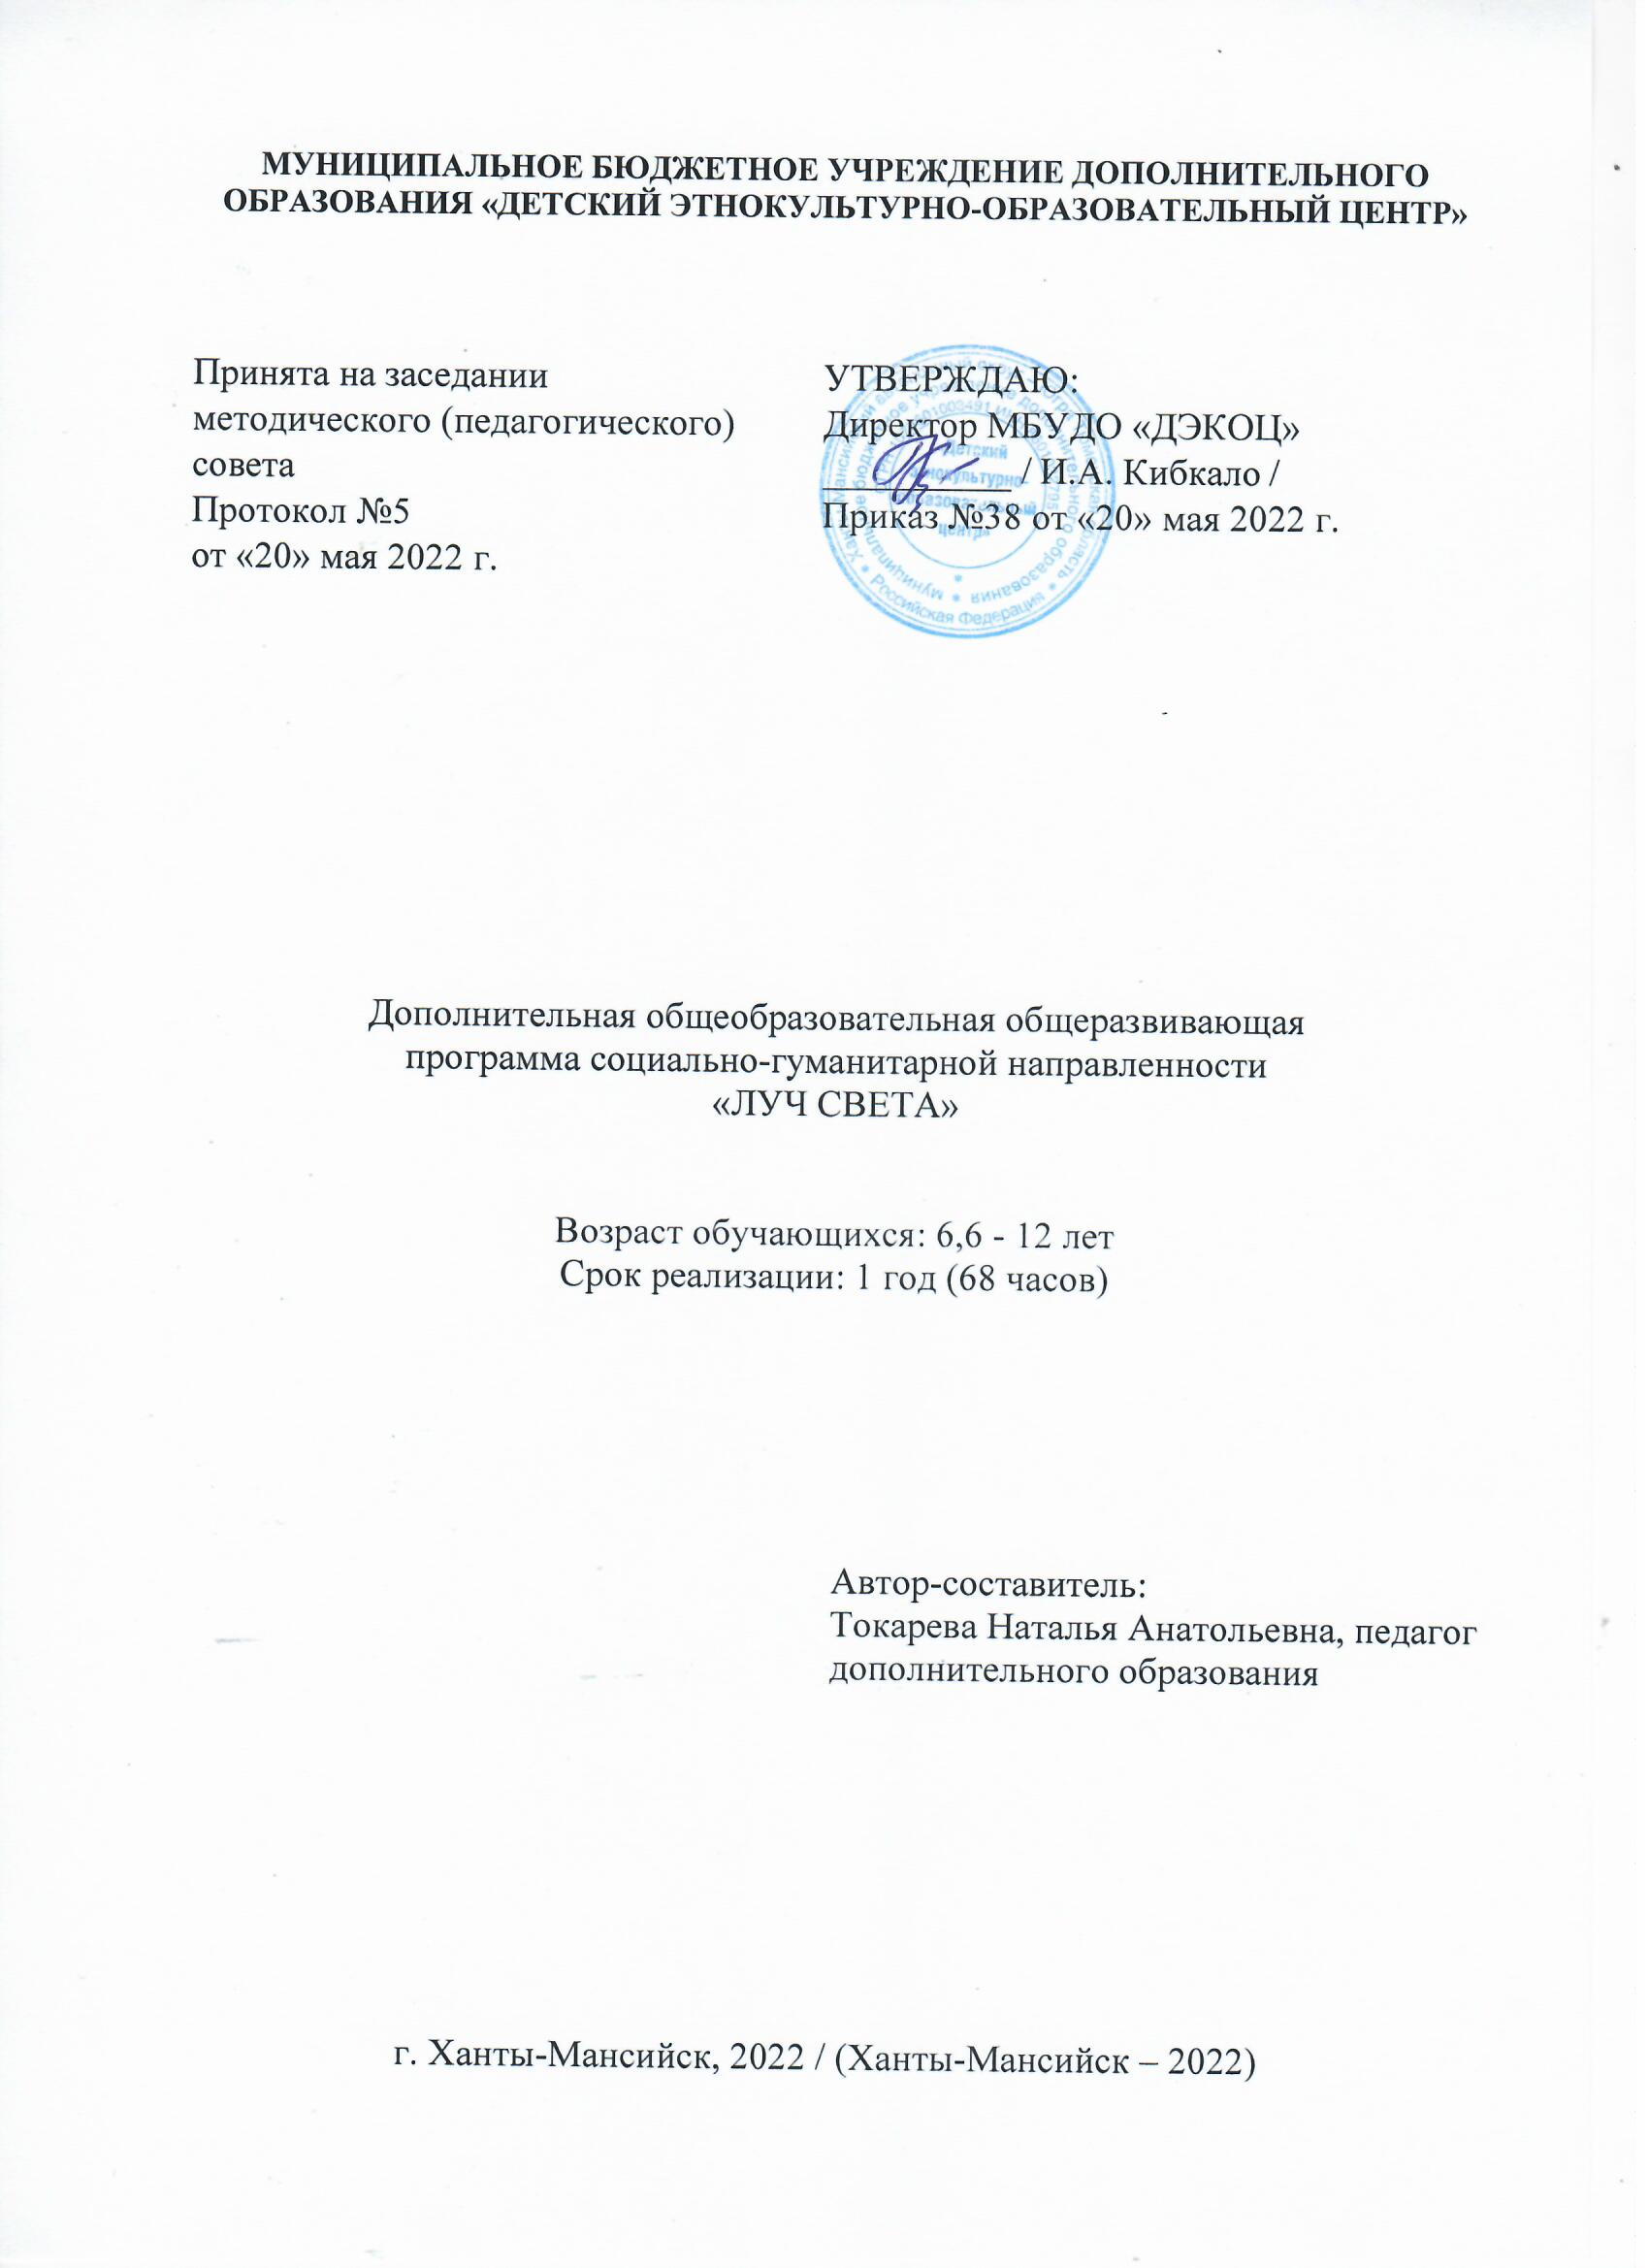 МУНИЦИПАЛЬНОЕ БЮДЖЕТНОЕ УЧРЕЖДЕНИЕ ДОПОЛНИТЕЛЬНОГО
ОБРАЗОВАНИЯ «ДЕТСКИЙ ЭТНОКУЛЬТУРНО-ОБРАЗОВАТЕЛЬНЫЙ ЦЕНТР»
Принята на заседании
методического (педагогического)
совета
Протокол №5
от «20» мая 2022 г.
УТВЕРЖДАЮ:
Директор МБУДО «ДЭКОЦ»
____________ / И.А. Кибкало /
Приказ №38 от «20» мая 2022 г.
Российская Федерация
Дополнительная общеобразовательная общеразвивающая
программа социально-гуманитарной направленности
«ЛУЧ СВЕТА»
Возраст обучающихся: 6,6 - 12 лет
Срок реализации: 1 год (68 часов)
Автор-составитель:
Токарева Наталья Анатольевна, педагог
дополнительного образования
г. Ханты-Мансийск, 2022 / (Ханты-Мансийск – 2022)